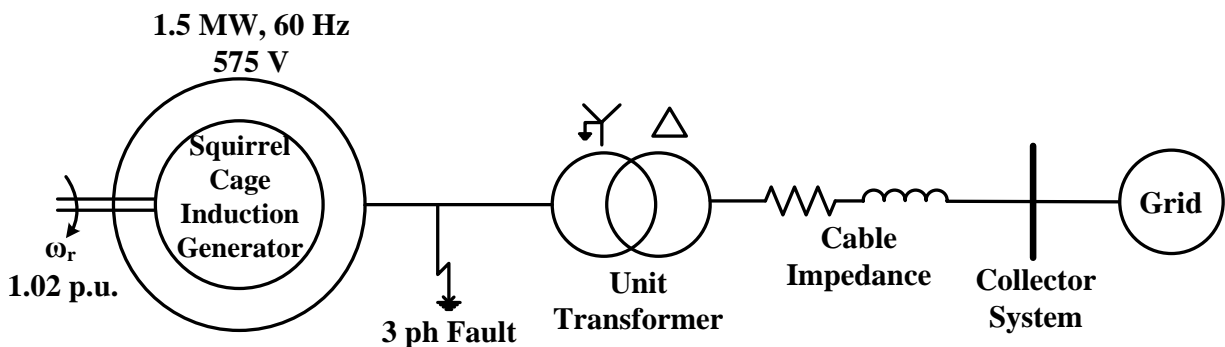 1.5 MW, 60 Hz
575 V
Squirrel
Cage
Induction
Generator
ωr
1.02 p.u.
3 ph Fault
Unit
Transformer
Cable
Impedance
Collector
System
Grid